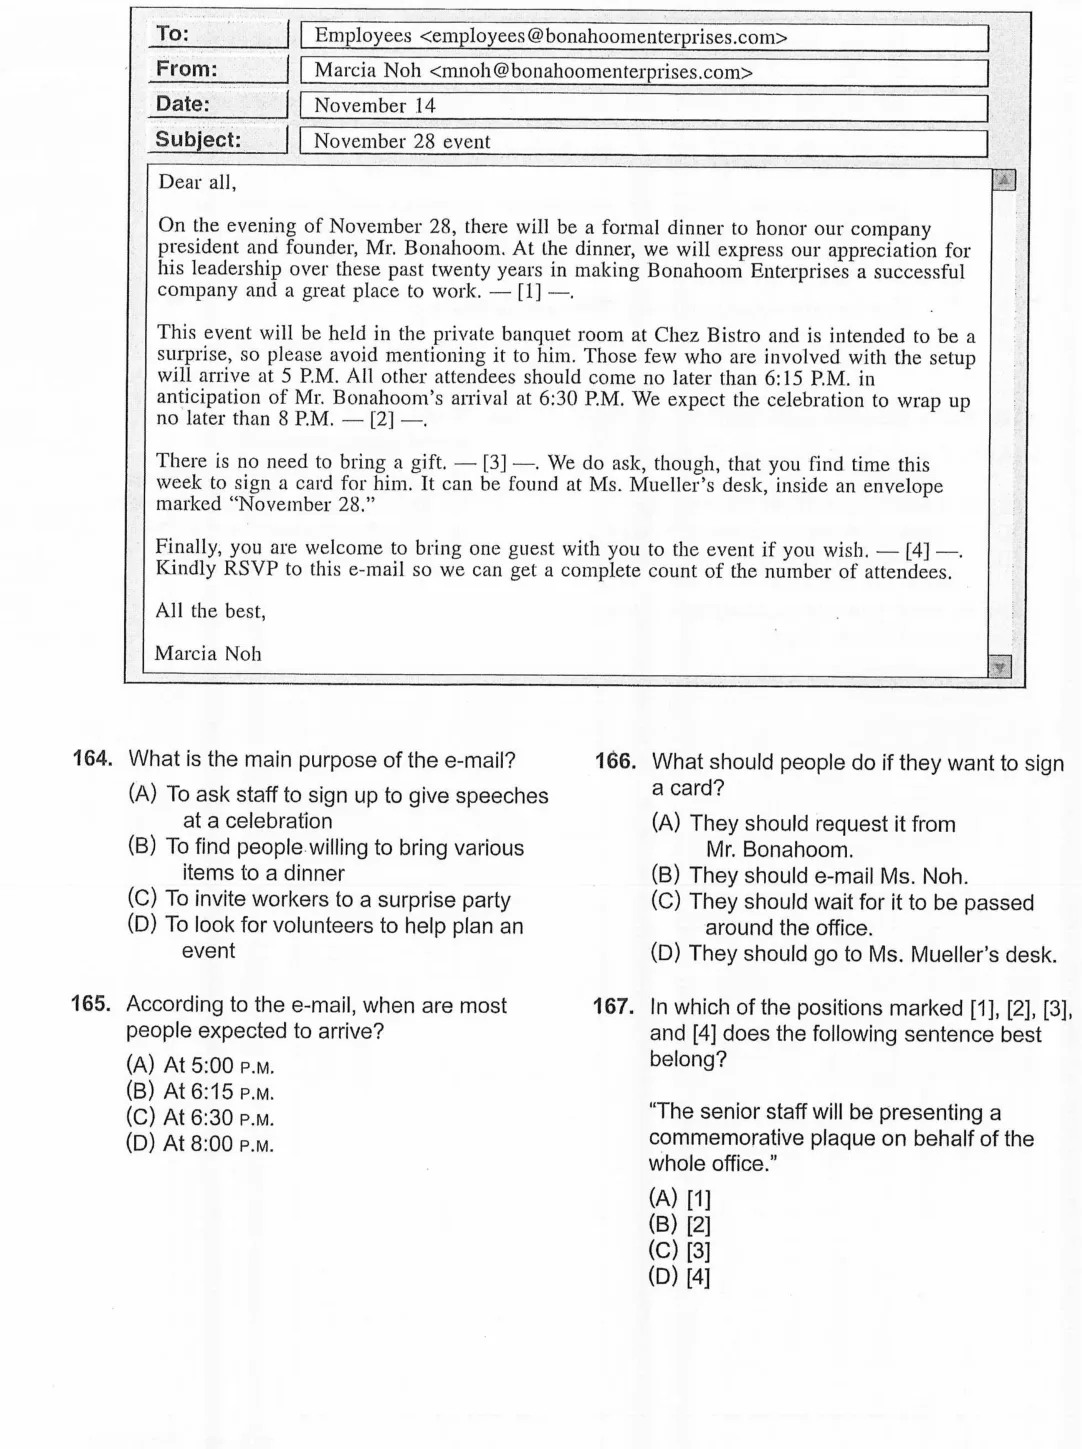 To: Employees <employees@bonahoomenterprises.com>
From: Marcia Noh <mnoh@bonahoomenterprises.com>
Date: November 14
Subject: November 28 event
Dear all,
On the evening of November 28, there will be a formal dinner to honor our company
president and founder, Mr. Bonahoom. At the dinner, we will express our appreciation for
his leadership over these past twenty years in making Bonahoom Enterprises a successful
company and a great place to work. — [1] —.
This event will be held in the private banquet room at Chez Bistro and is intended to be a
surprise, so please avoid mentioning it to him. Those few who are involved with the setup
will arrive at 5 P.M. All other attendees should come no later than 6:15 P.M. in
anticipation of Mr. Bonahoom's arrival at 6:30 P.M. We expect the celebration to wrap up
no later than 8 P.M. — [2] —.
There is no need to bring a gift. — [3] —. We do ask, though, that you find time this
week to sign a card for him. It can be found at Ms. Mueller's desk, inside an envelope
marked “November 28.”
Finally, you are welcome to bring one guest with you to the event if you wish. — [4] —.
Kindly RSVP to this e-mail so we can get a complete count of the number of attendees.
All the best,
Marcia Noh
164. What is the main purpose of the e-mail?
(A) To ask staff to sign up to give speeches
at a celebration
(B) To find people willing to bring various
items to a dinner
(C) To invite workers to a surprise party
(D) To look for volunteers to help plan an
event
165. According to the e-mail, when are most
people expected to arrive?
(A) At 5:00 P.M.
(B) At 6:15 P.M.
(C) At 6:30 P.M.
(D) At 8:00 P.M.
166. What should people do if they want to sign
a card?
(A) They should request it from
Mr. Bonahoom.
(B) They should e-mail Ms. Noh.
(C) They should wait for it to be passed
around the office.
(D) They should go to Ms. Mueller's desk.
167. In which of the positions marked [1], [2], [3],
and [4] does the following sentence best
belong?
“The senior staff will be presenting a
commemorative plaque on behalf of the
whole office.”
(A) [1]
(B) [2]
(C) [3]
(D) [4]